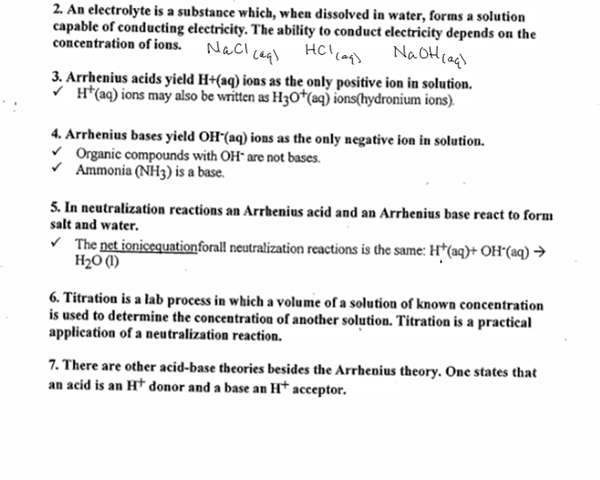 2. An electrolyte is a substance which, when dissolved in water, forms a solution
capable of conducting electricity. The ability to conduct electricity depends on the
concentration of ions. NaCl (aq) HCl (aq) NaOH (aq)
3. Arrhenius acids yield H+(aq) ions as the only positive ion in solution.
✓ H⁺(aq) ions may also be written as H₃O⁺(aq) ions(hydronium ions).
4. Arrhenius bases yield OH⁻(aq) ions as the only negative ion in solution.
✓ Organic compounds with OH⁻ are not bases.
✓ Ammonia (NH₃) is a base.
5. In neutralization reactions an Arrhenius acid and an Arrhenius base react to form
salt and water.
✓ The net ionicequationforall neutralization reactions is the same: H⁺(aq)+ OH⁻(aq) →
H₂O (l)
6. Titration is a lab process in which a volume of a solution of known concentration
is used to determine the concentration of another solution. Titration is a practical
application of a neutralization reaction.
7. There are other acid-base theories besides the Arrhenius theory. One states that
an acid is an H⁺ donor and a base an H⁺ acceptor.